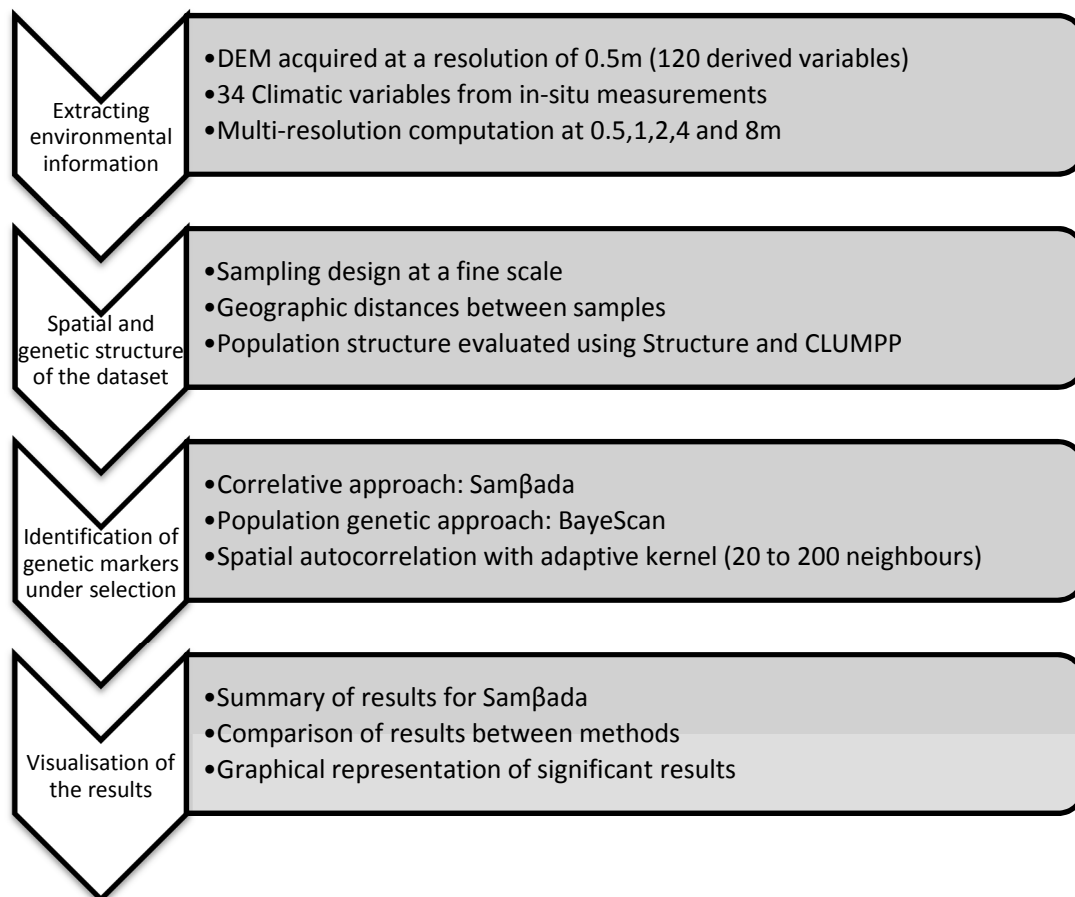 Extracting
environmental
information
•DEM acquired at a resolution of 0.5m (120 derived variables)
•34 Climatic variables from in-situ measurements
•Multi-resolution computation at 0.5,1,2,4 and 8m
Spatial and
genetic structure
of the dataset
•Sampling design at a fine scale
•Geographic distances between samples
•Population structure evaluated using Structure and CLUMPP
Identification of
genetic markers
under selection
•Correlative approach: Samβada
•Population genetic approach: BayeScan
•Spatial autocorrelation with adaptive kernel (20 to 200 neighbours)
Visualisation of
the results
•Summary of results for Samβada
•Comparison of results between methods
•Graphical representation of significant results